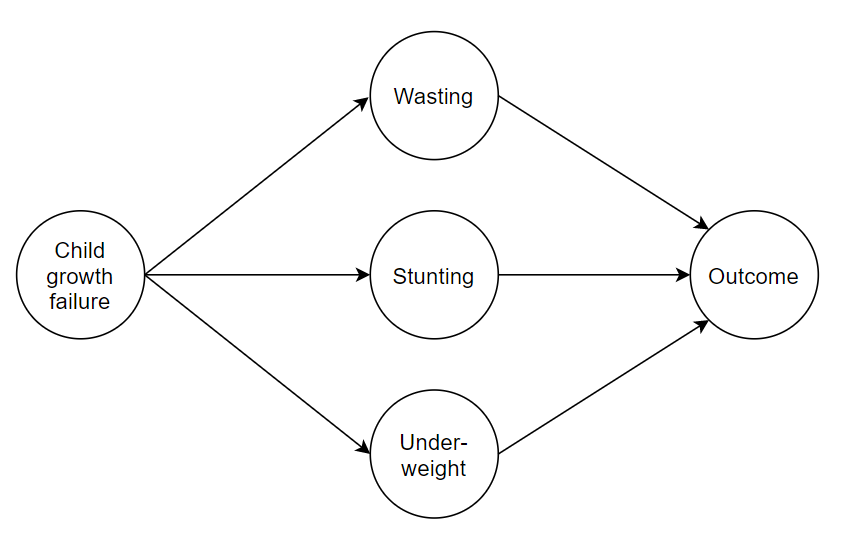 Wasting
Child
growth
failure
Stunting
Outcome
Under-
weight